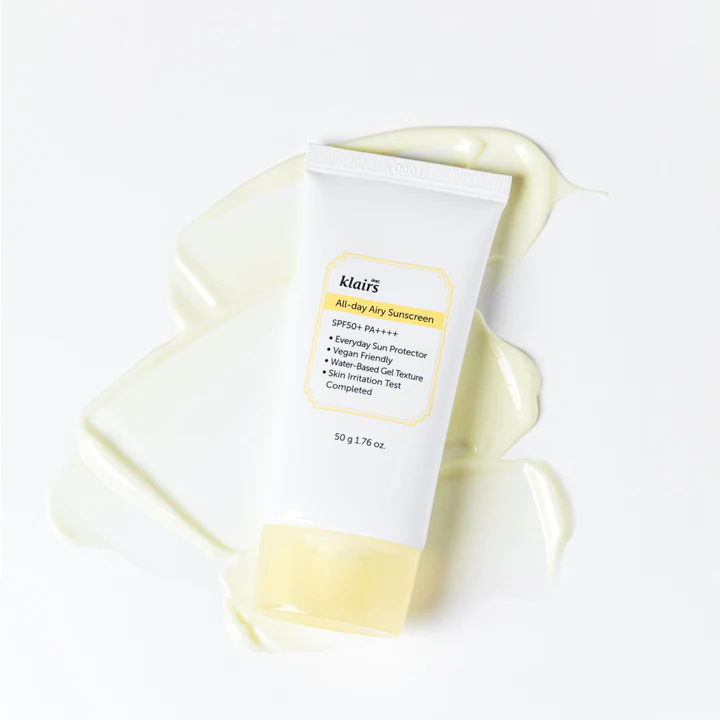 dear
klairs
All-day Airy Sunscreen
SPF50+ PA++++
• Everyday Sun Protector
• Vegan Friendly
• Water-Based Gel Texture
• Skin Irritation Test
Completed
50 g 1.76 oz.